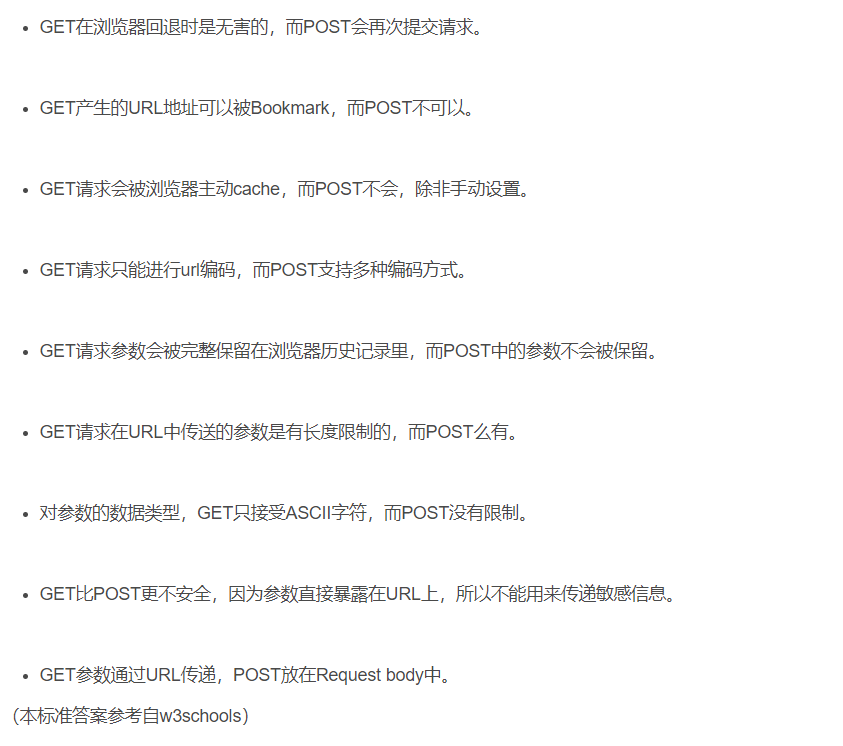 GET在浏览器回退时是无害的，而POST会再次提交请求。
GET产生的URL地址可以被Bookmark，而POST不可以。
GET请求会被浏览器主动cache，而POST不会，除非手动设置。
GET请求只能进行url编码，而POST支持多种编码方式。
GET请求参数会被完整保留在浏览器历史记录里，而POST中的参数不会被保留。
GET请求在URL中传送的参数是有长度限制的，而POST么有。
对参数的数据类型，GET只接受ASCII字符，而POST没有限制。
GET比POST更不安全，因为参数直接暴露在URL上，所以不能用来传递敏感信息。
GET参数通过URL传递，POST放在Request body中。
（本标准答案参考自w3schools）